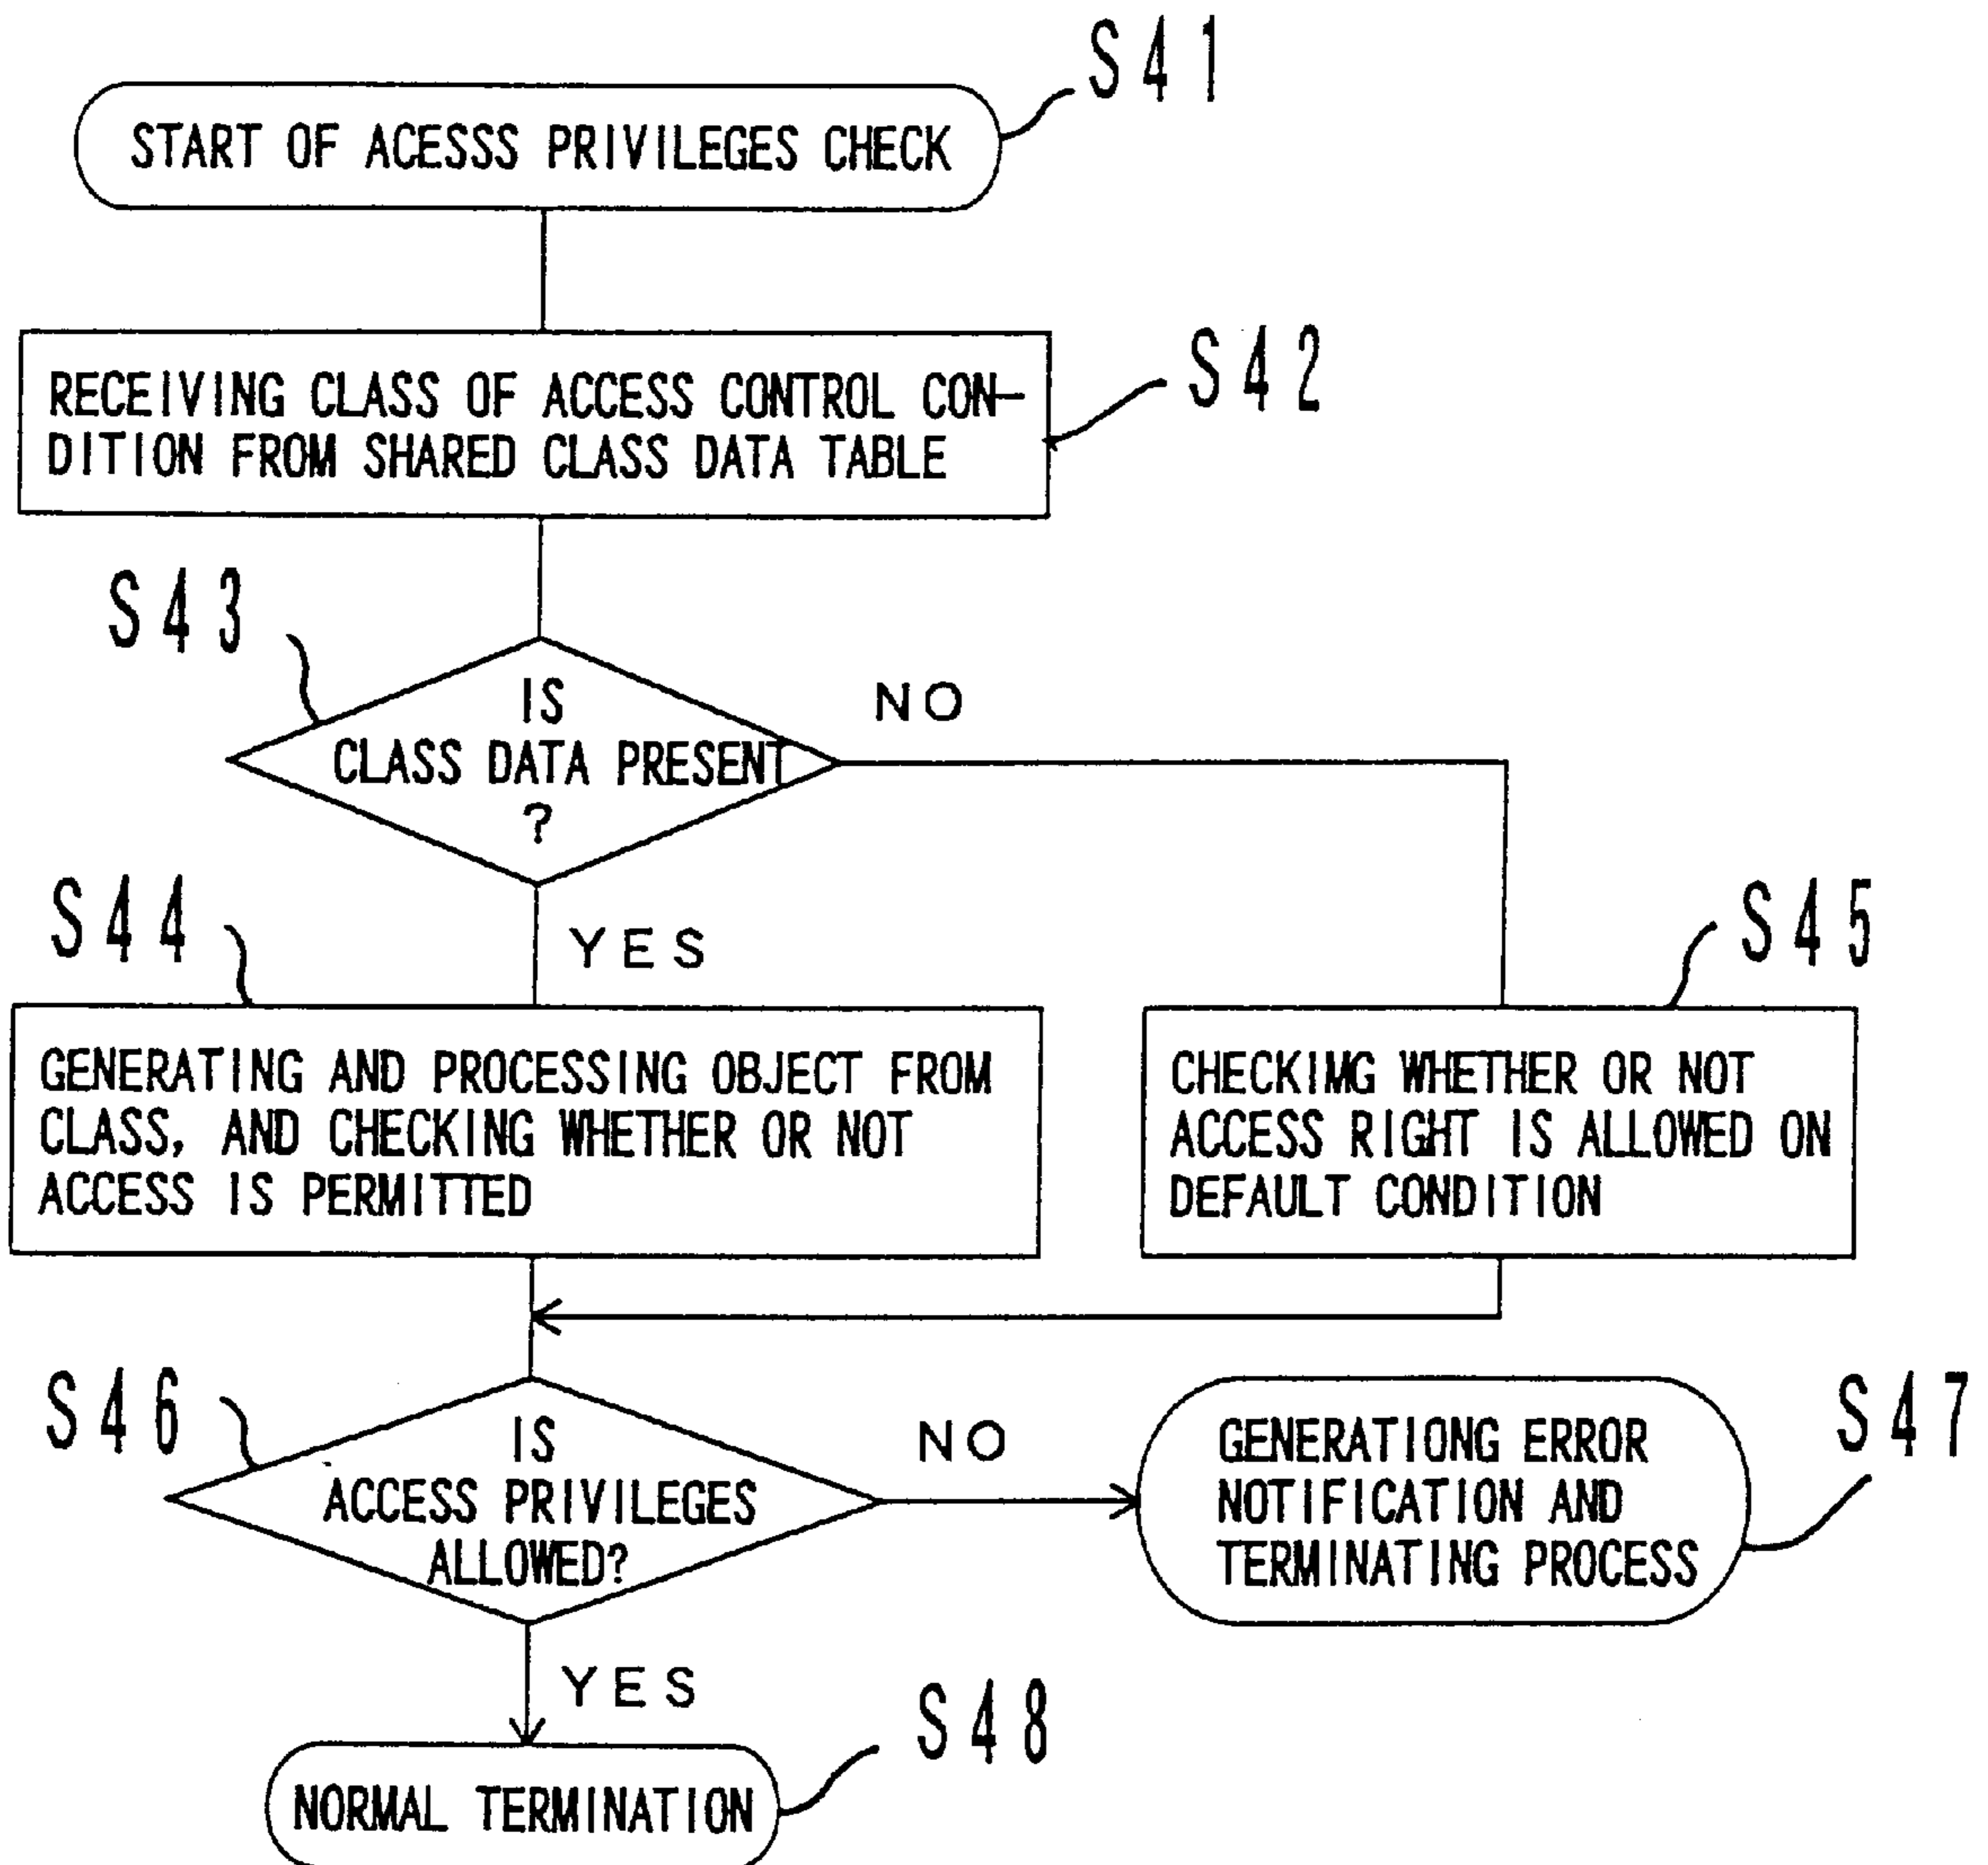 S41
START OF ACESSS PRIVILEGES CHECK
S42
RECEIVING CLASS OF ACCESS CONTROL CON-
DITION FROM SHARED CLASS DATA TABLE
S43
IS
CLASS DATA PRESENT
?
NO
YES
S44
GENERATING AND PROCESSING OBJECT FROM
CLASS, AND CHECKING WHETHER OR NOT
ACCESS IS PERMITTED
S45
CHECKIMG WHETHER OR NOT
ACCESS RIGHT IS ALLOWED ON
DEFAULT CONDITION
S46
IS
ACCESS PRIVILEGES
ALLOWED?
NO
S47
GENERATIONG ERROR
NOTIFICATION AND
TERMINATING PROCESS
YES
S48
NORMAL TERMINATION